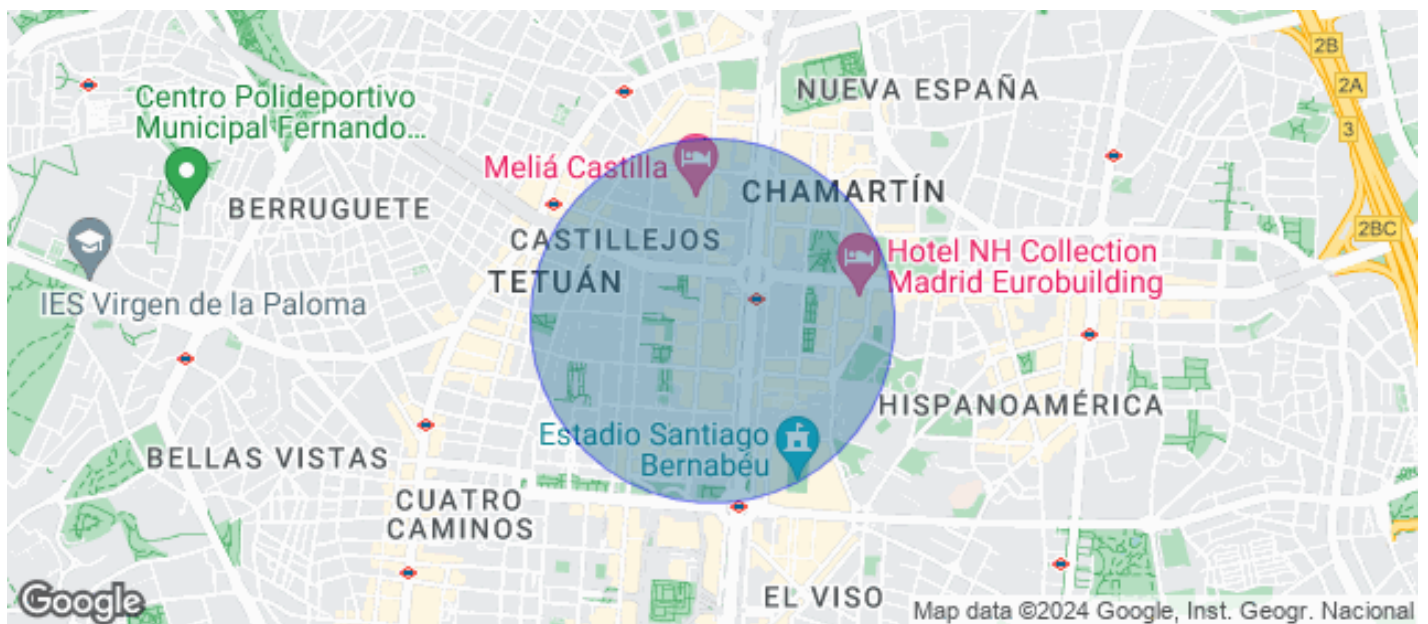 2B
NUEVA ESPAÑA
2A
Centro Polideportivo
Municipal Fernando...
3
Meliá Castilla
CHAMARTÍN
BERRUGUETE
2BC
CASTILLEJOS
Hotel NH Collection
Madrid Eurobuilding
TETUÁN
IES Virgen de la Paloma
HISPANOAMÉRICA
Estadio Santiago
Bernabéu
BELLAS VISTAS
CUATRO
CAMINOS
EL VISO
Google
Map data ©2024 Google, Inst. Geogr. Nacional